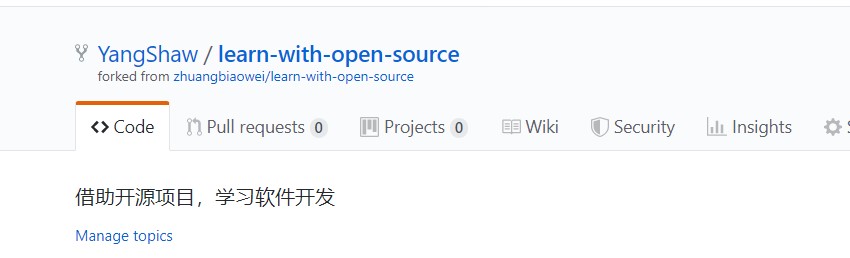 YangShaw / learn-with-open-source
forked from zhuangbiaowei/learn-with-open-source
Code Pull requests 0 Projects 0 Wiki Security Insights
借助开源项目，学习软件开发
Manage topics